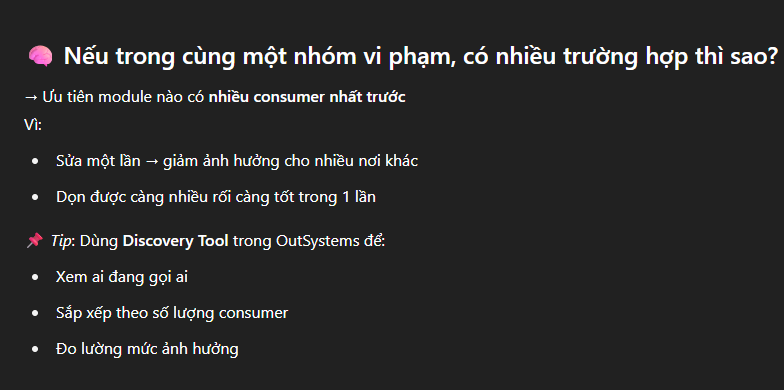 🧠 Nếu trong cùng một nhóm vi phạm, có nhiều trường hợp thì sao?
→ Ưu tiên module nào có nhiều consumer nhất trước
Vì:
• Sửa một lần → giảm ảnh hưởng cho nhiều nơi khác
• Dọn được càng nhiều rối càng tốt trong 1 lần
📌 Tip: Dùng Discovery Tool trong OutSystems để:
• Xem ai đang gọi ai
• Sắp xếp theo số lượng consumer
• Đo lường mức ảnh hưởng